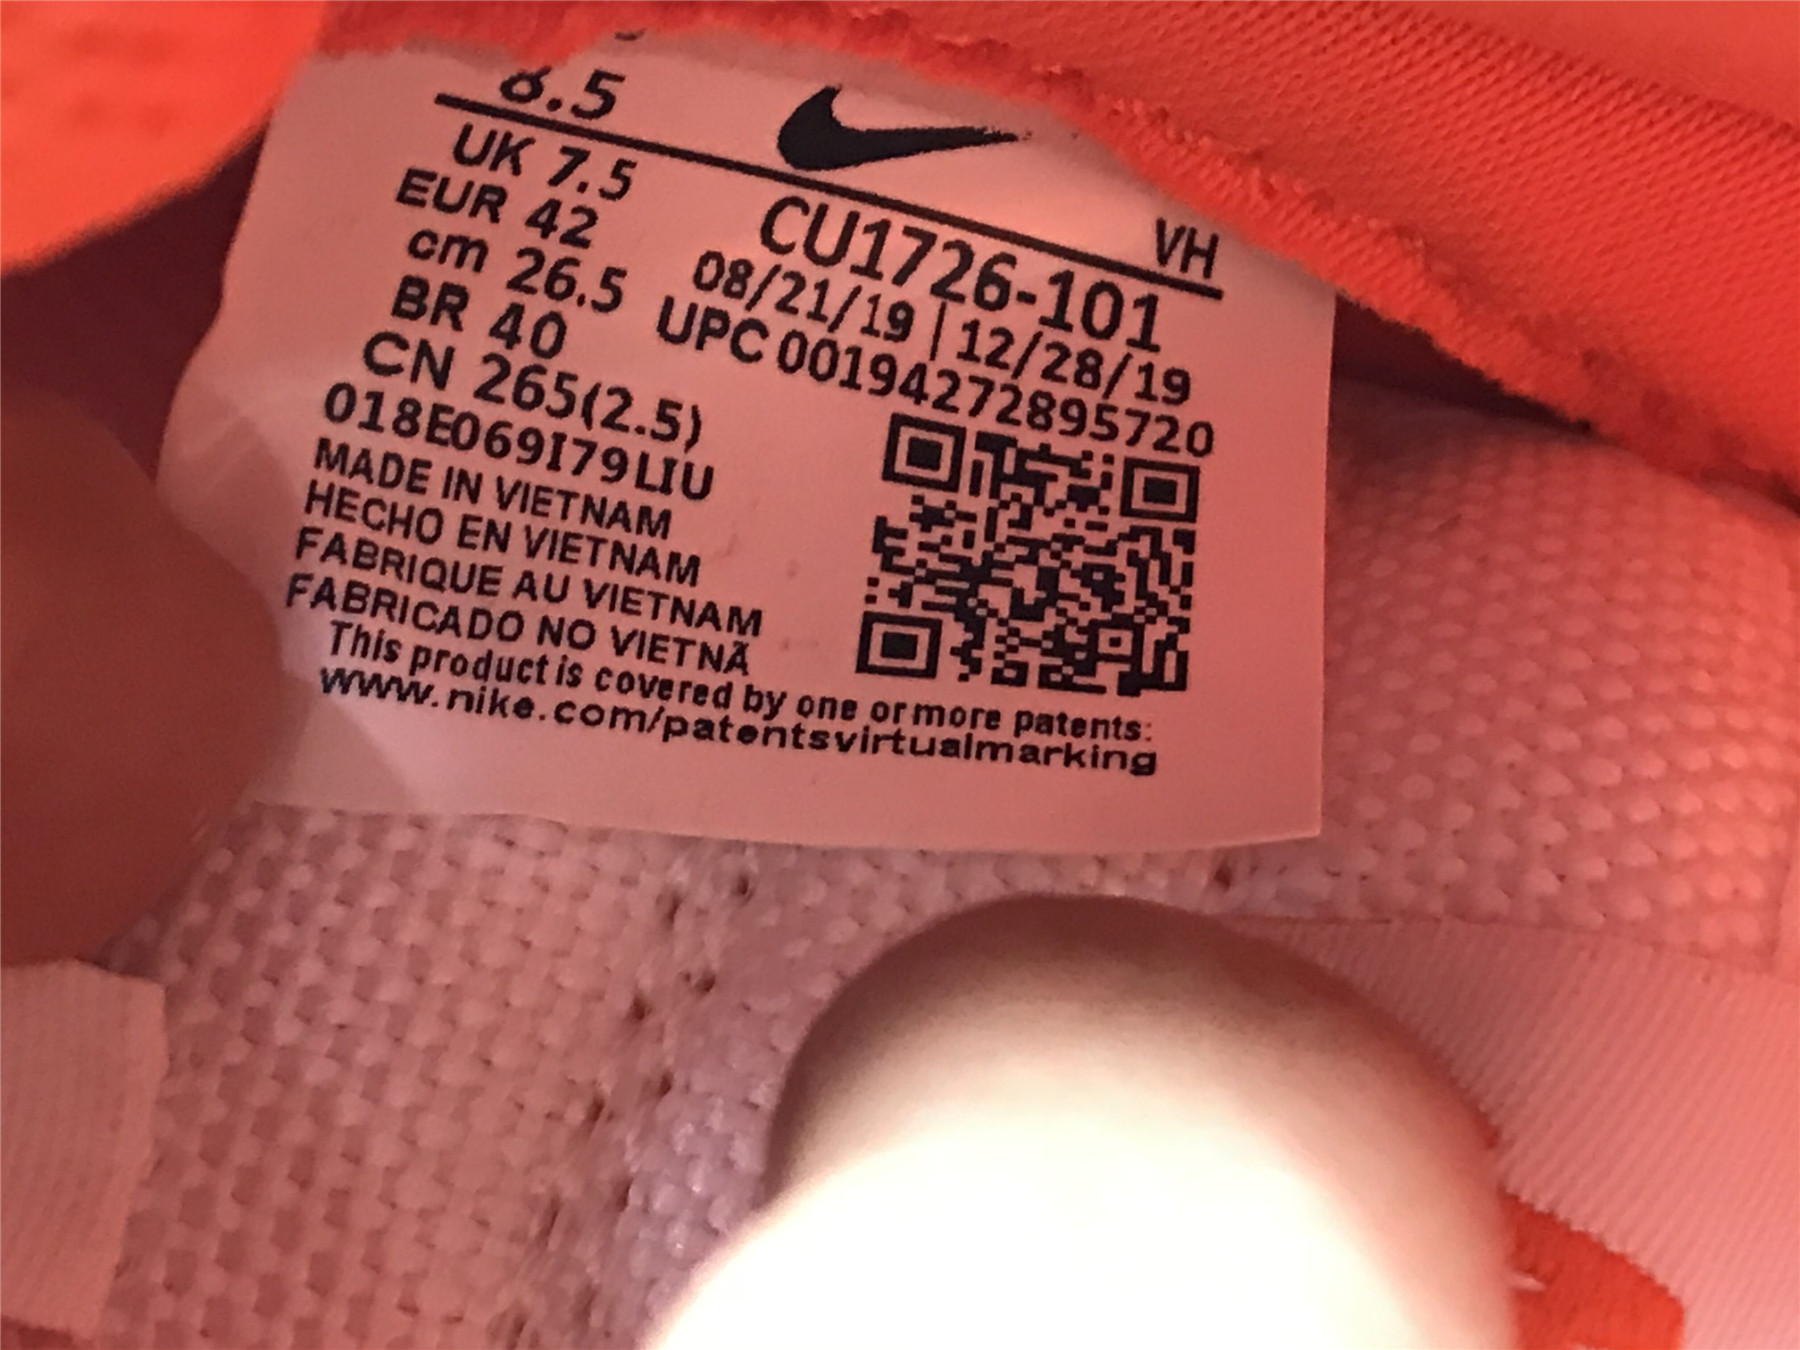 8.5
UK 7.5
EUR 42
cm 26.5
BR 40
CN 265(2.5)
018E069I79LIU
MADE IN VIETNAM
HECHO EN VIETNAM
FABRIQUE AU VIETNAM
FABRICADO NO VIETNÃ
This product is covered by one or more patents:
www.nike.com/patentsvirtualmarking
VH
CU1726-101
08/21/19 | 12/28/19
UPC 00194272895720